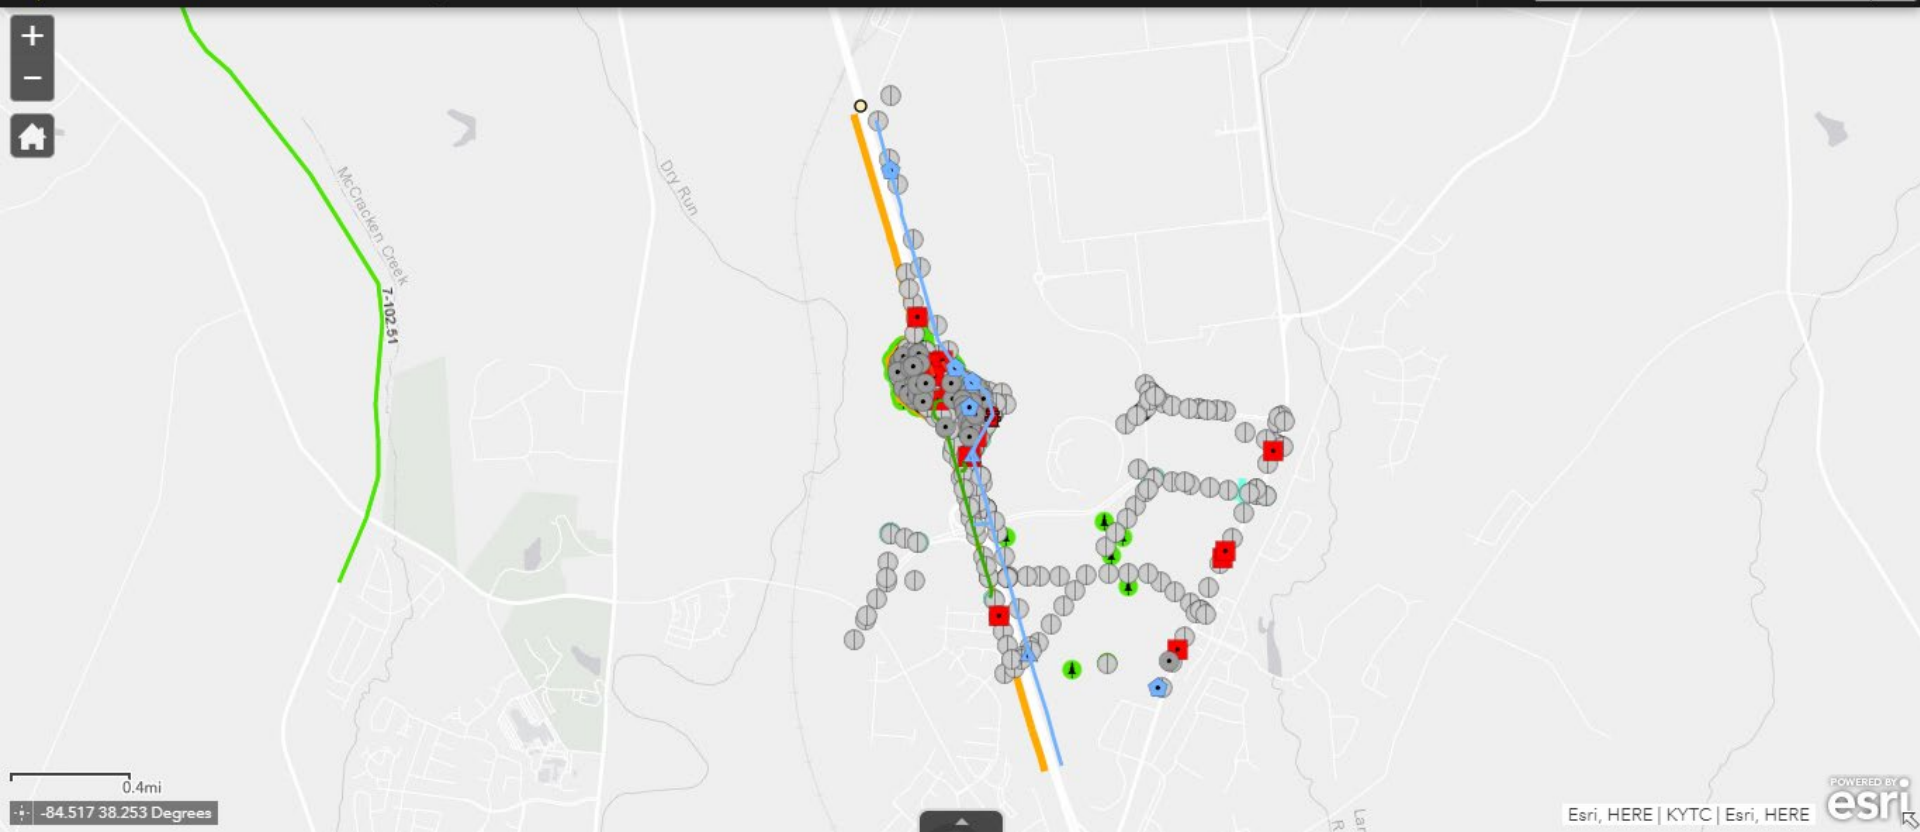 +
−
McCracken Creek
Dry Run
7-102.51
0.4mi
-84.517 38.253 Degrees
Esri, HERE | KYTC | Esri, HERE
POWERED BY
esri